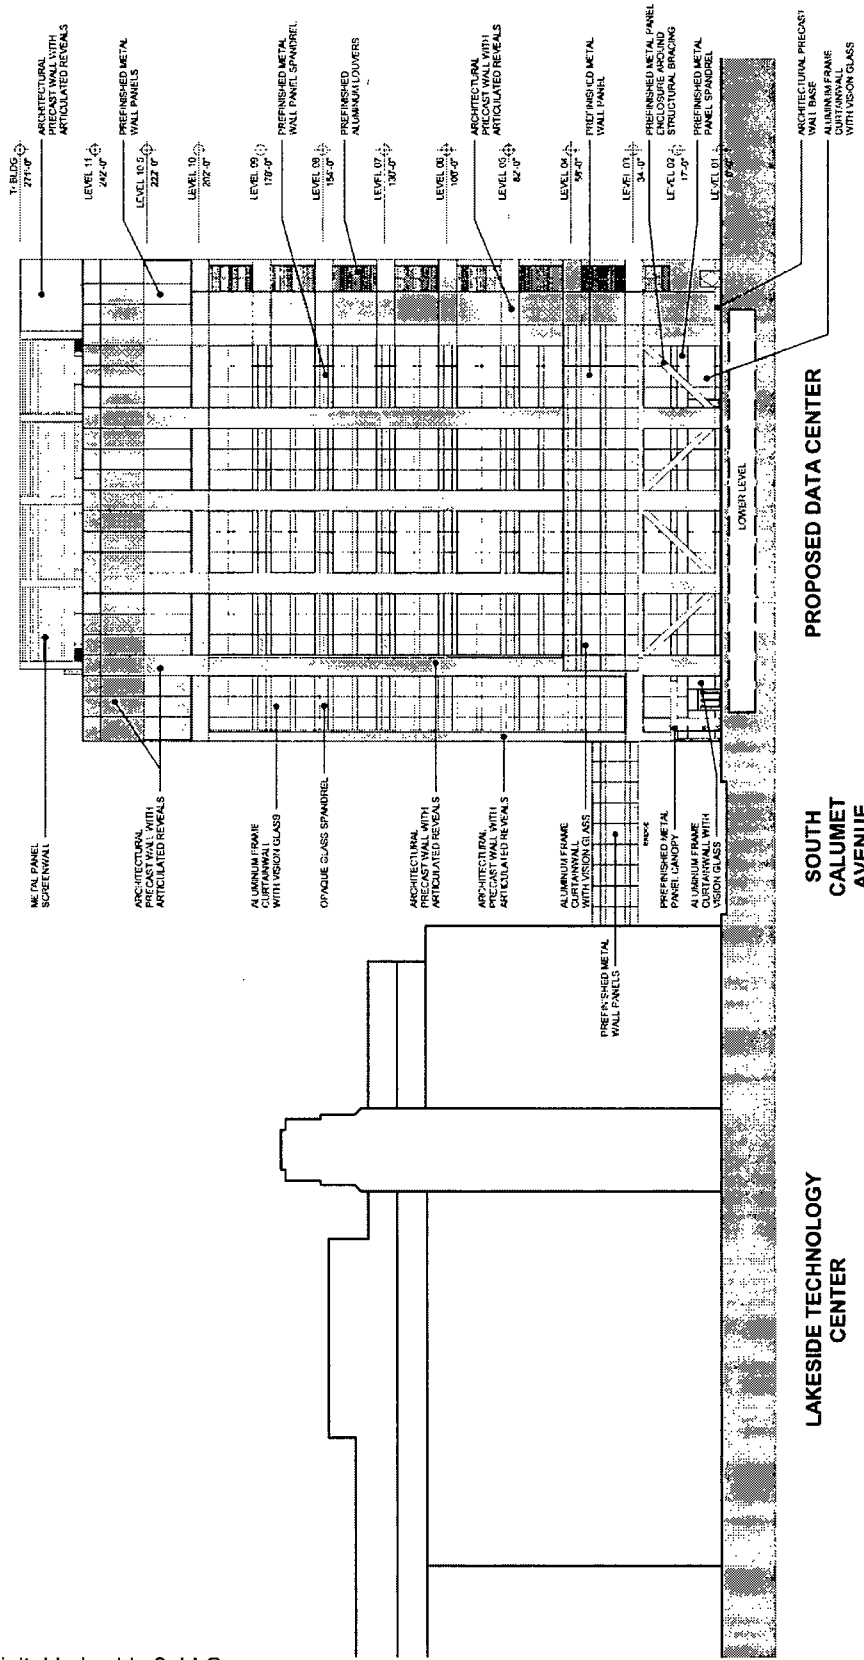 METAL PANEL
SCREENWALL
ARCHITECTURAL
PRECAST WALL WITH
ARTICULATED REVEALS
ALUMINUM FRAME
CURTAINWALL
WITH VISION GLASS
OPAQUE GLASS SPANDREL
ARCHITECTURAL
PRECAST WALL WITH
ARTICULATED REVEALS
ARCHITECTURAL
PRECAST WALL WITH
ARTICULATED REVEALS
ALUMINUM FRAME
CURTAINWALL
WITH VISION GLASS
BRIDGE
PREFINISHED METAL
PANEL CANOPY
ALUMINUM FRAME
CURTAINWALL WITH
VISION GLASS
PREFINISHED METAL
WALL PANELS
T/ BLDG
271'-0"
LEVEL 11
242'-0"
LEVEL 10.5
222'-0"
LEVEL 10
202'-0"
LEVEL 09
178'-0"
LEVEL 08
154'-0"
LEVEL 07
130'-0"
LEVEL 06
106'-0"
LEVEL 05
82'-0"
LEVEL 04
58'-0"
LEVEL 03
34'-0"
LEVEL 02
17'-0"
LEVEL 01
ARCHITECTURAL
PRECAST WALL WITH
ARTICULATED REVEALS
PREFINISHED METAL
WALL PANELS
PREFINISHED METAL
WALL PANEL SPANDREL
PREFINISHED
ALUMINUM LOUVERS
ARCHITECTURAL
PRECAST WALL WITH
ARTICULATED REVEALS
PREFINISHED METAL
WALL PANEL
PREFINISHED METAL PANEL
ENCLOSURE AROUND
STRUCTURAL BRACING
PREFINISHED METAL
PANEL SPANDREL
ARCHITECTURAL PRECAST
WALL BASE
ALUMINUM FRAME
CURTAINWALL
WITH VISION GLASS
LOWER LEVEL
LAKESIDE TECHNOLOGY
CENTER
SOUTH
CALUMET
AVENUE
PROPOSED DATA CENTER